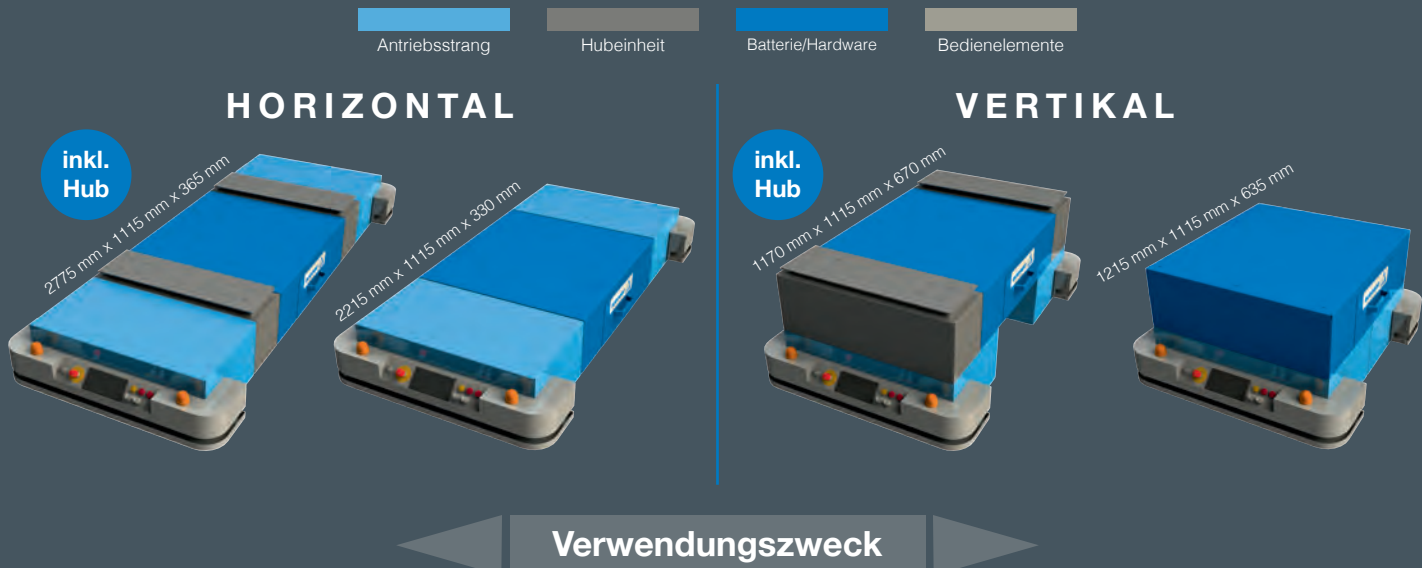 Antriebsstrang
Hubeinheit
Batterie/Hardware
Bedienelemente
HORIZONTAL
inkl.
Hub
2775 mm x 1115 mm x 365 mm
2215 mm x 1115 mm x 330 mm
VERTIKAL
inkl.
Hub
1170 mm x 1115 mm x 670 mm
1215 mm x 1115 mm x 635 mm
Verwendungszweck